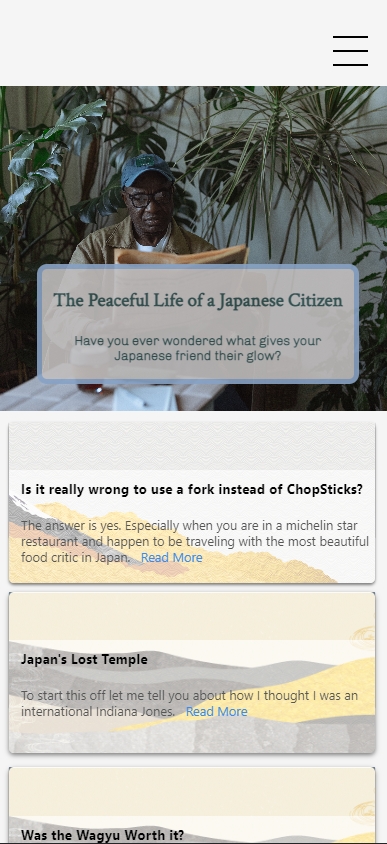 The Peaceful Life of a Japanese Citizen
Have you ever wondered what gives your
Japanese friend their glow?
Is it really wrong to use a fork instead of ChopSticks?
The answer is yes. Especially when you are in a michelin star
restaurant and happen to be traveling with the most beautiful
food critic in Japan. Read More
Japan's Lost Temple
To start this off let me tell you about how I thought I was an
international Indiana Jones. Read More
Was the Wagyu Worth it?